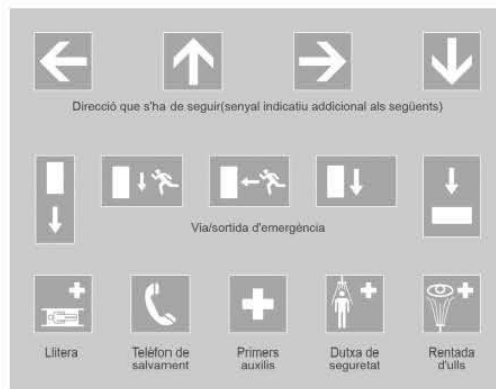 Direcció que s'ha de seguir(senyal indicatiu addicional als següents)
Via/sortida d'emergència
Llitera
Telèfon de
salvament
Primers
auxilis
Dutxa de
seguretat
Rentada
d'ulls